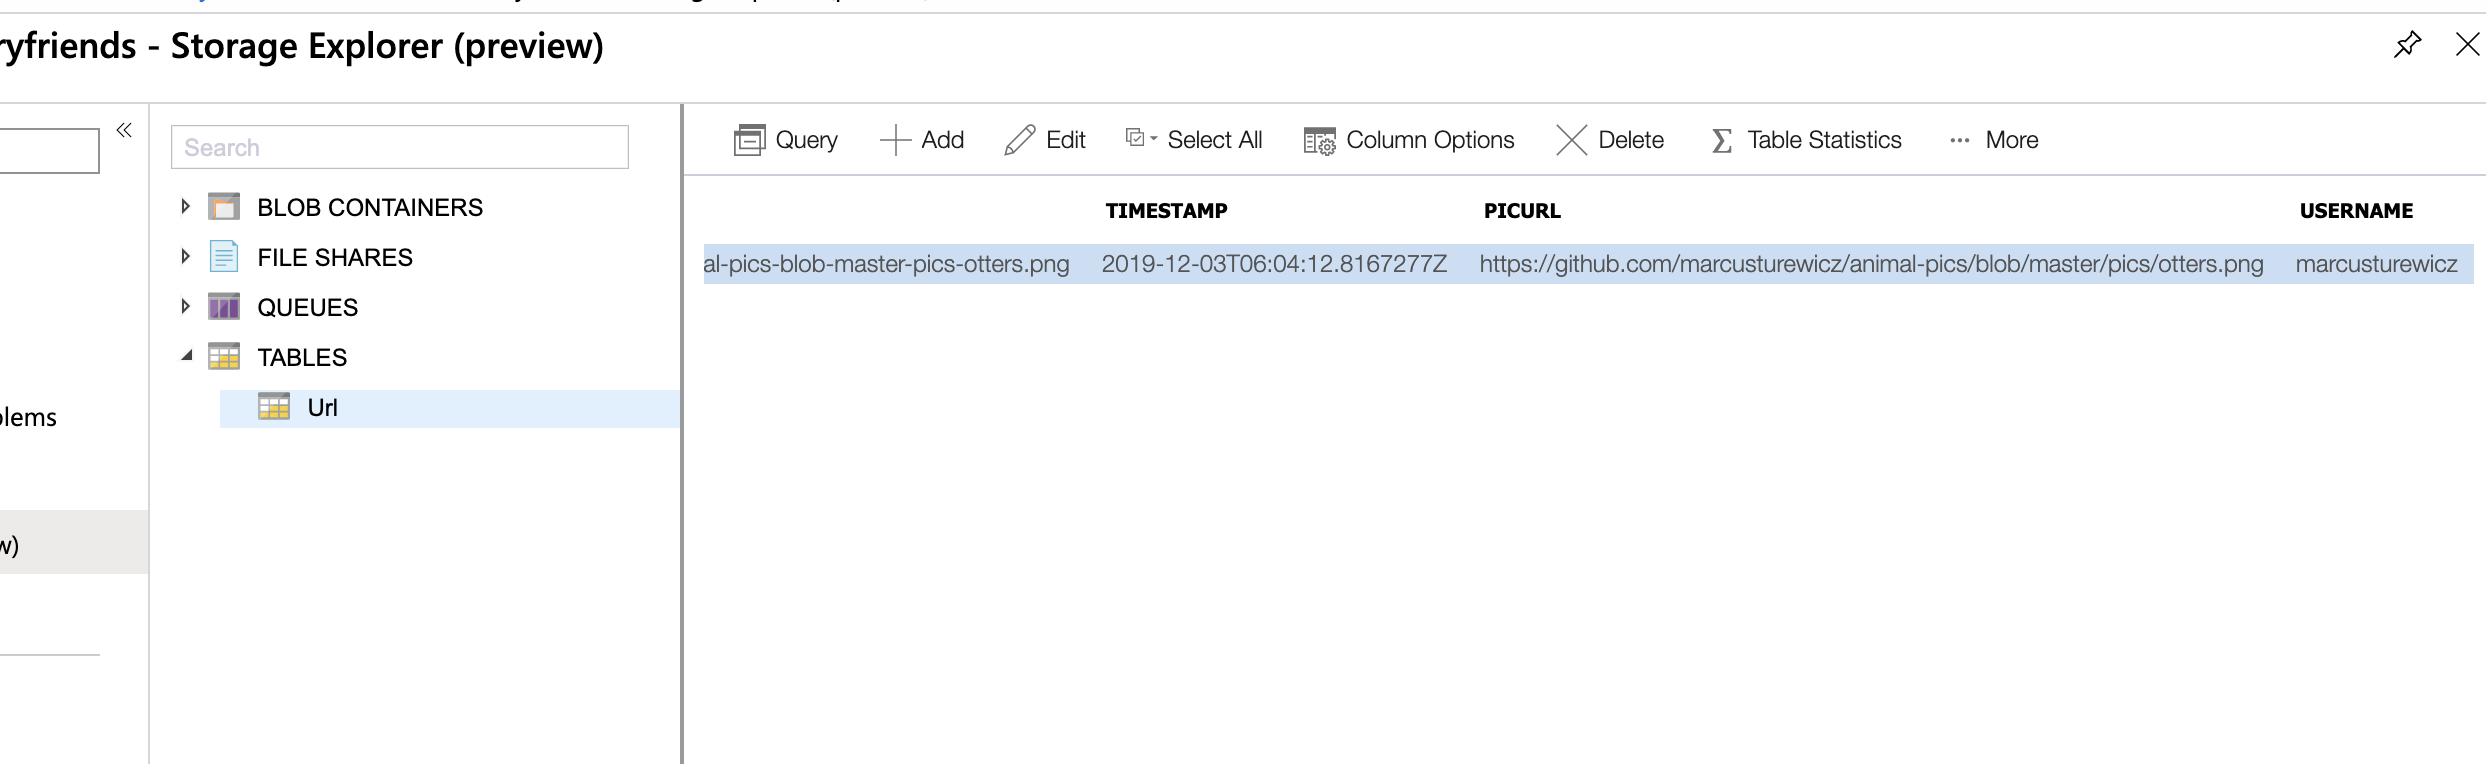 ryfriends - Storage Explorer (preview)
Search
Query Add Edit Select All Column Options Delete Table Statistics More
BLOB CONTAINERS
FILE SHARES
QUEUES
TABLES
Url
TIMESTAMP PICURL USERNAME
al-pics-blob-master-pics-otters.png 2019-12-03T06:04:12.8167277Z https://github.com/marcusturewicz/animal-pics/blob/master/pics/otters.png marcusturewicz
blems
w)